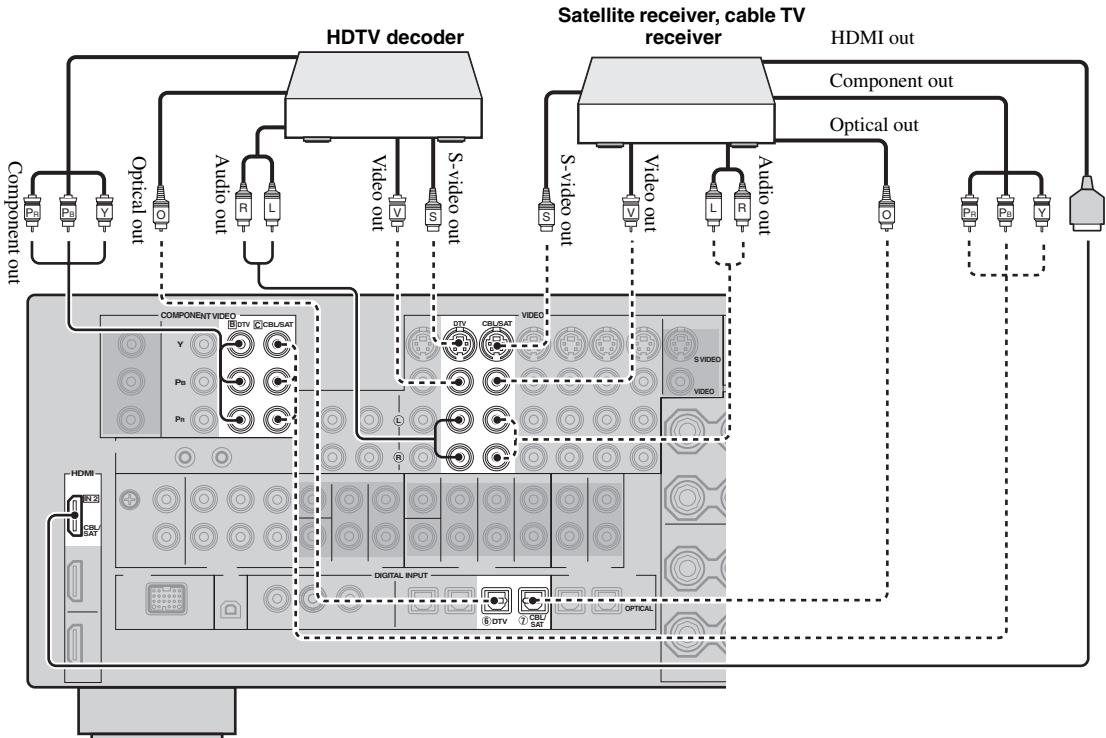 Satellite receiver, cable TV
receiver
HDTV decoder
HDMI out
Component out
Optical out
Component out
Optical out
Audio out
Video out
S-video out
S-video out
Video out
Audio out
PR
PB
Y
O
R
L
V
S
S
V
L
R
O
PR
PB
Y
COMPONENT VIDEO
B DTV
C CBL/SAT
Y
PB
PR
VIDEO
DTV
CBL/SAT
S VIDEO
VIDEO
L
R
HDMI
IN 2
CBL/
SAT
DIGITAL INPUT
OPTICAL
⑥ DTV
⑦ CBL/
SAT